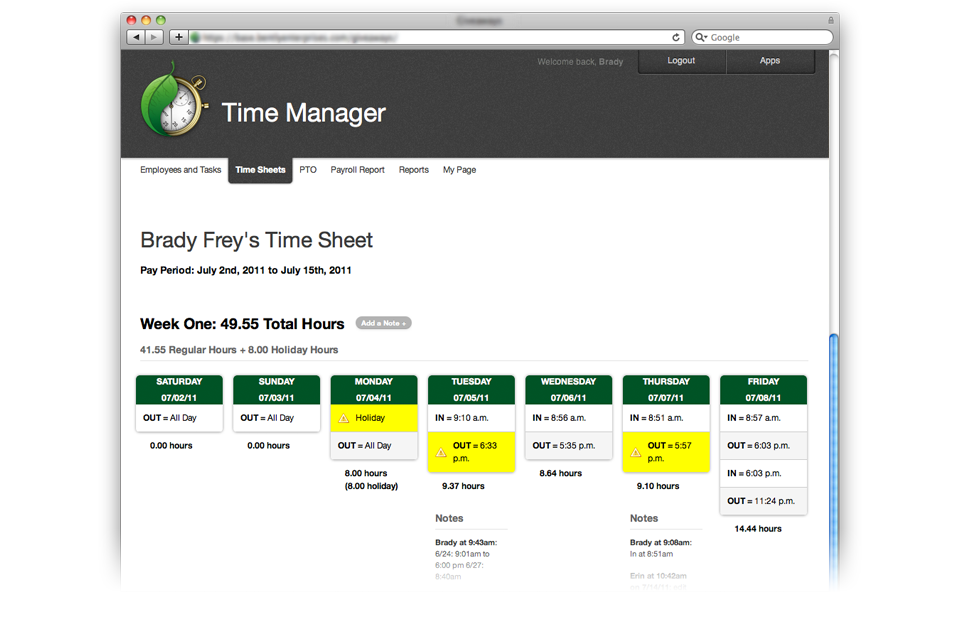 Google
Welcome back, Brady
Logout
Apps
Time Manager
Employees and Tasks
Time Sheets
PTO
Payroll Report
Reports
My Page
Brady Frey's Time Sheet
Pay Period: July 2nd, 2011 to July 15th, 2011
Week One: 49.55 Total Hours
Add a Note +
41.55 Regular Hours + 8.00 Holiday Hours
SATURDAY
07/02/11
OUT = All Day
0.00 hours
SUNDAY
07/03/11
OUT = All Day
0.00 hours
MONDAY
07/04/11
Holiday
OUT = All Day
8.00 hours
(8.00 holiday)
TUESDAY
07/05/11
IN = 9:10 a.m.
OUT = 6:33
p.m.
9.37 hours
Notes
Brady at 9:43am:
6/24: 9:01am to
6:00 pm 6/27:
8:40am
WEDNESDAY
07/06/11
IN = 8:56 a.m.
OUT = 5:35 p.m.
8.64 hours
THURSDAY
07/07/11
IN = 8:51 a.m.
OUT = 5:57
p.m.
9.10 hours
Notes
Brady at 9:08am:
In at 8:51am
Erin at 10:42am
FRIDAY
07/08/11
IN = 8:57 a.m.
OUT = 6:03 p.m.
IN = 6:03 p.m.
OUT = 11:24 p.m.
14.44 hours